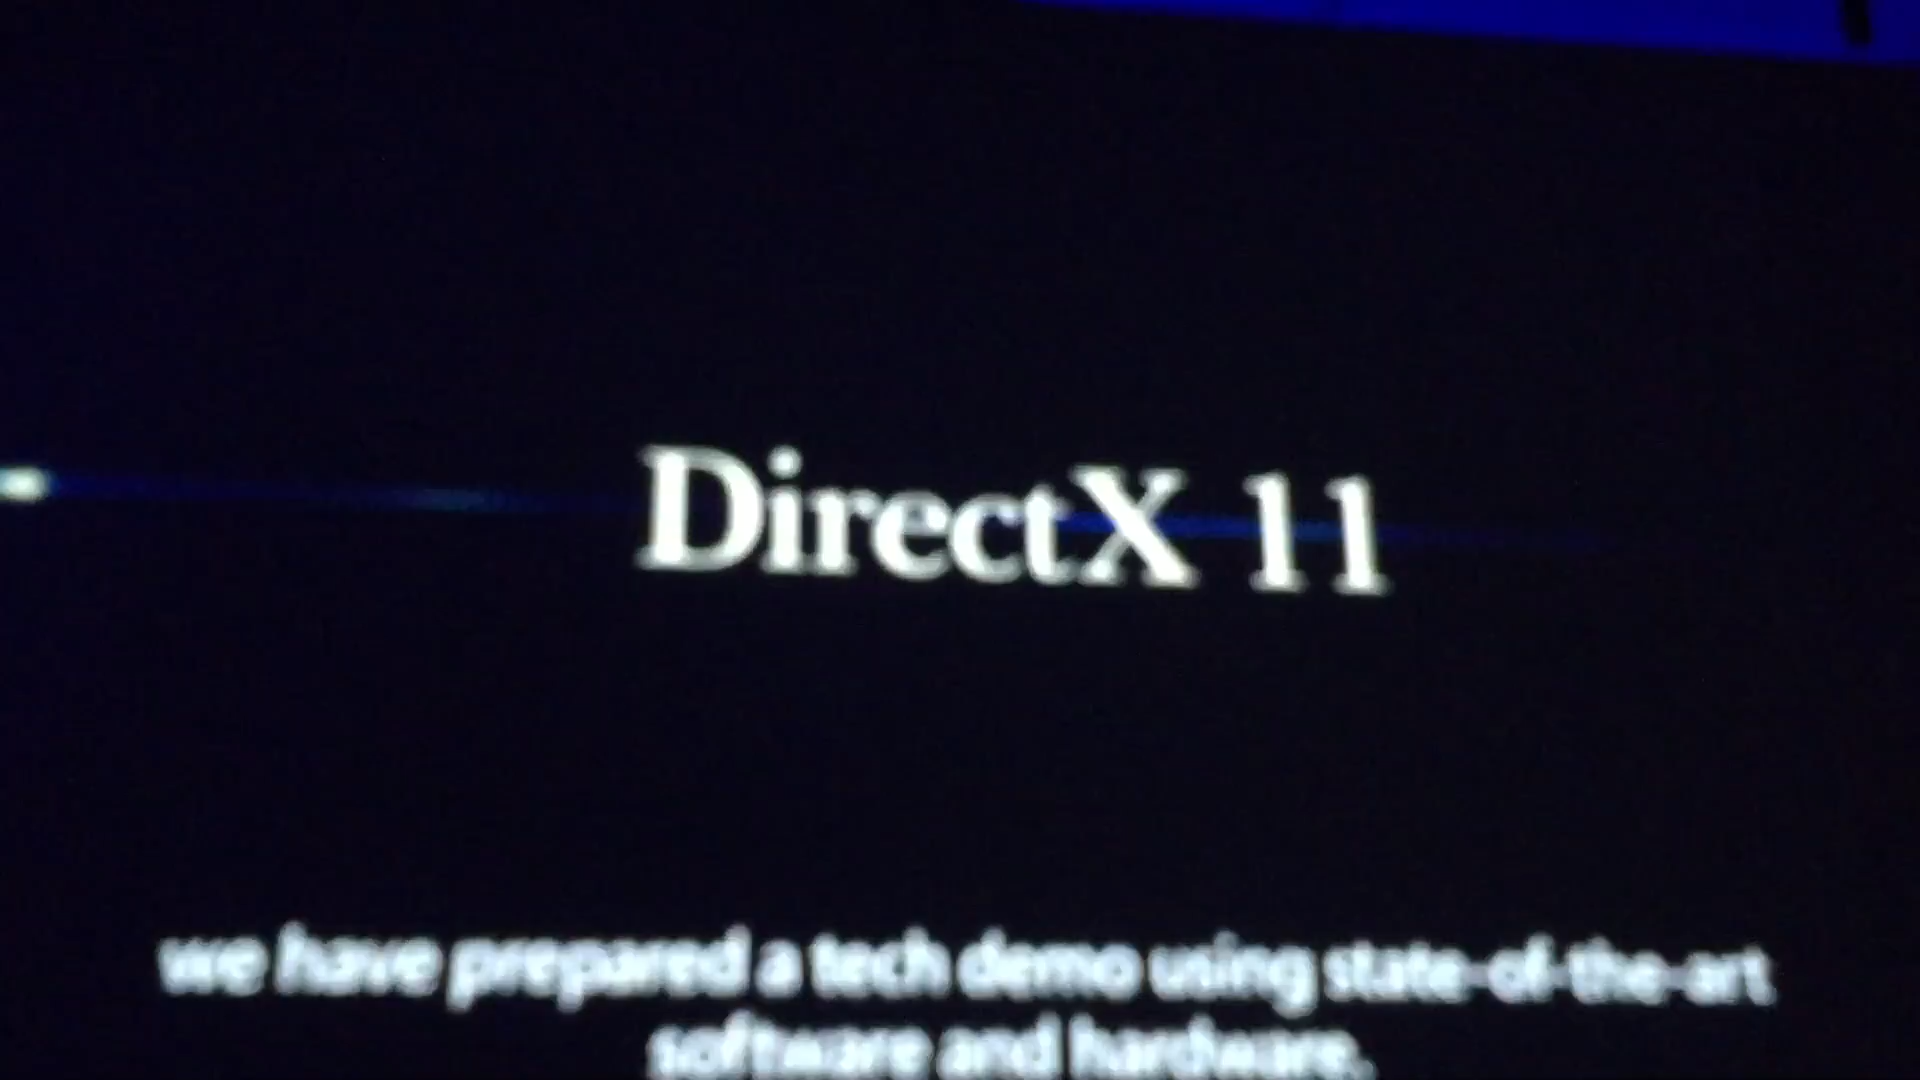 DirectX 11
we have prepared a tech demo using state-of-the-art
software and hardware.